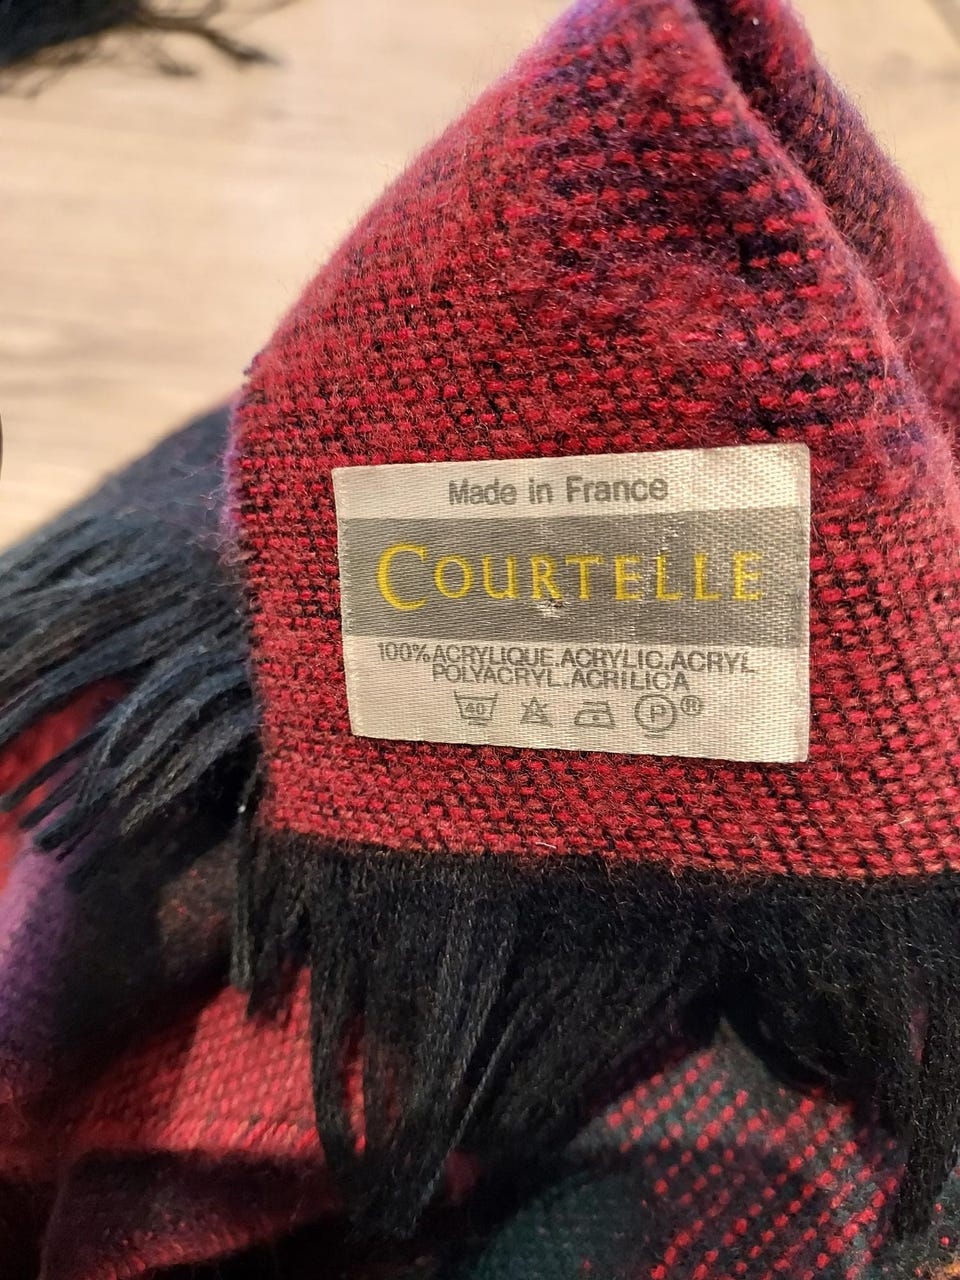 Made in France
COURTELLE
100% ACRYLIQUE.ACRYLIC.ACRYL
POLYACRYL.ACRILICA
40 P ®